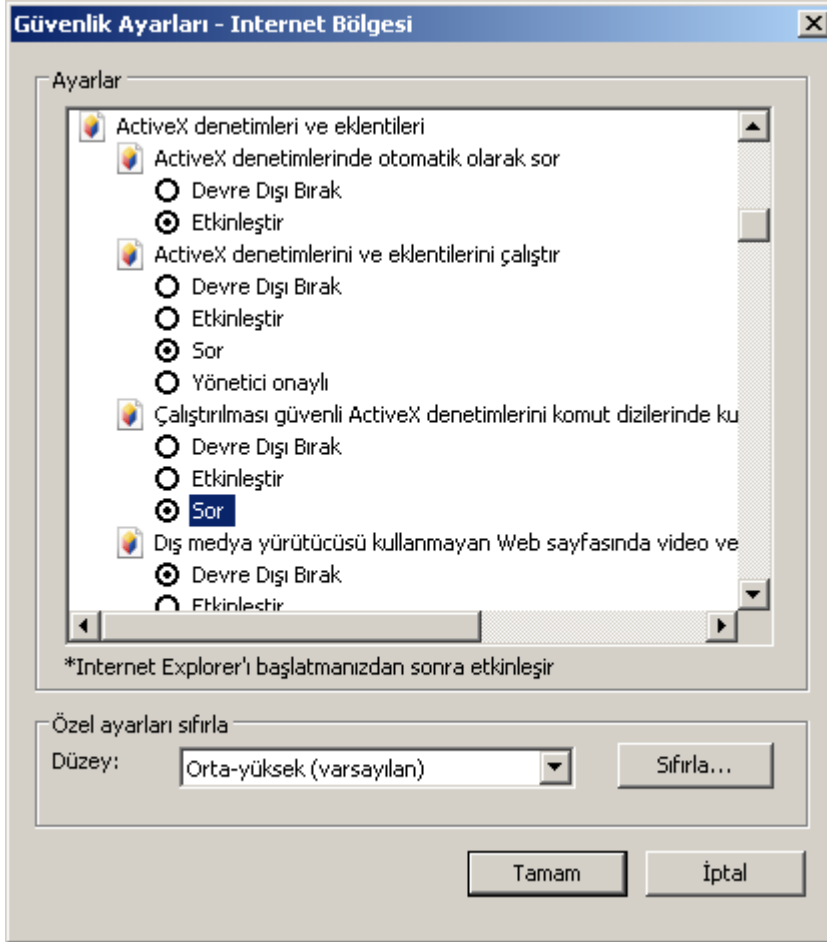 Güvenlik Ayarları - Internet Bölgesi
Ayarlar
ActiveX denetimleri ve eklentileri
ActiveX denetimlerinde otomatik olarak sor
Devre Dışı Bırak
Etkinleştir
ActiveX denetimlerini ve eklentilerini çalıştır
Devre Dışı Bırak
Etkinleştir
Sor
Yönetici onaylı
Çalıştırılması güvenli ActiveX denetimlerini komut dizilerinde ku
Devre Dışı Bırak
Etkinleştir
Sor
Dış medya yürütücüsü kullanmayan Web sayfasında video ve
Devre Dışı Bırak
Etkinleştir
*Internet Explorer'ı başlatmanızdan sonra etkinleşir
Özel ayarları sıfırla
Düzey: Orta-yüksek (varsayılan) Sıfırla...
Tamam İptal